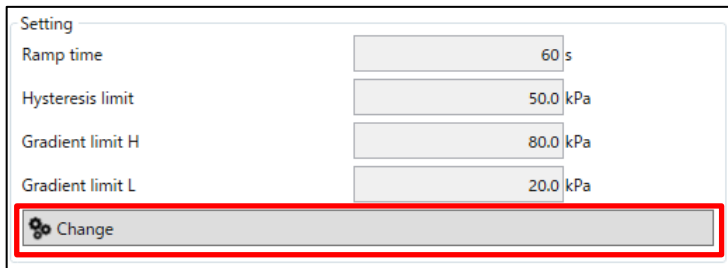 Setting
Ramp time 60 s
Hysteresis limit 50.0 kPa
Gradient limit H 80.0 kPa
Gradient limit L 20.0 kPa
Change